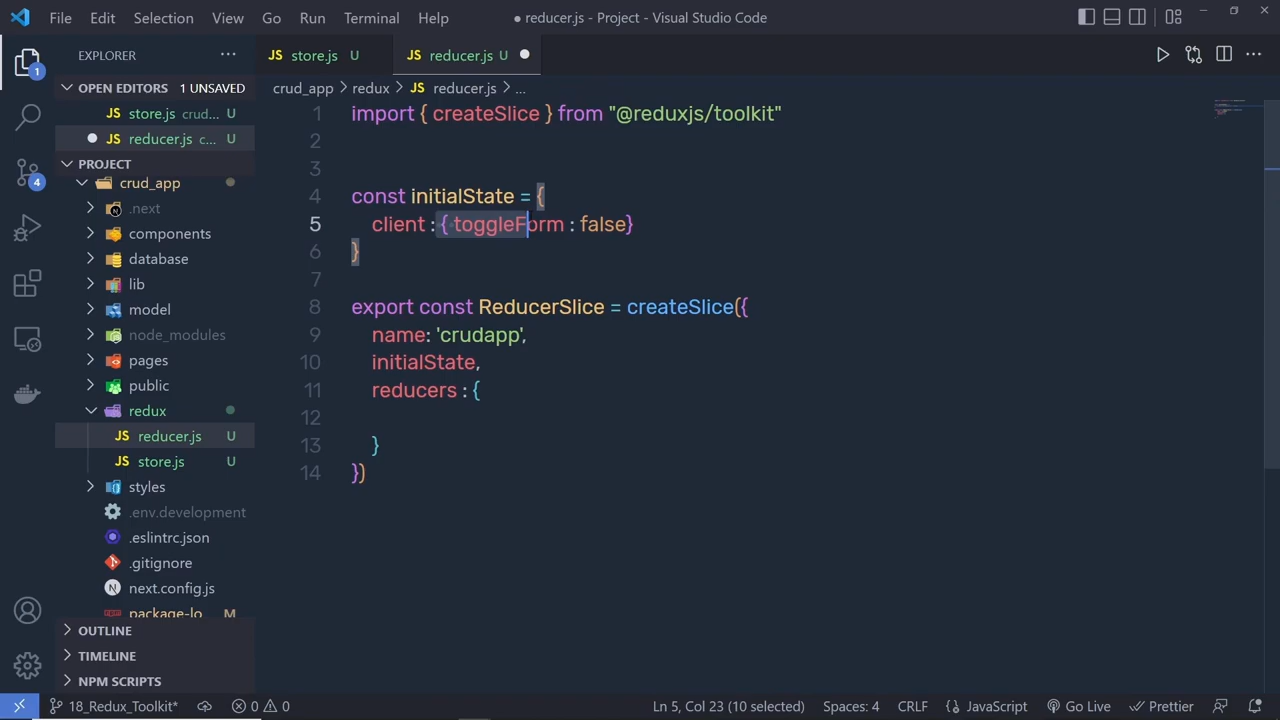 File Edit Selection View Go Run Terminal Help
● reducer.js - Project - Visual Studio Code
EXPLORER ...
JS store.js U
JS reducer.js U
OPEN EDITORS 1 UNSAVED
JS store.js crud... U
JS reducer.js c... U
PROJECT
crud_app
.next
components
database
lib
model
node_modules
pages
public
redux
JS reducer.js U
JS store.js U
styles
.env.development
.eslintrc.json
.gitignore
N next.config.js
package-lo M
OUTLINE
TIMELINE
NPM SCRIPTS
1
4
crud_app > redux > JS reducer.js > ...
1 import { createSlice } from "@reduxjs/toolkit"
2
3
4 const initialState = {
5 client : { toggleForm : false}
6 }
7
8 export const ReducerSlice = createSlice({
9 name: 'crudapp',
10 initialState,
11 reducers : {
12
13 }
14 })
18_Redux_Toolkit* 0 0 Ln 5, Col 23 (10 selected) Spaces: 4 CRLF {} JavaScript Go Live Prettier